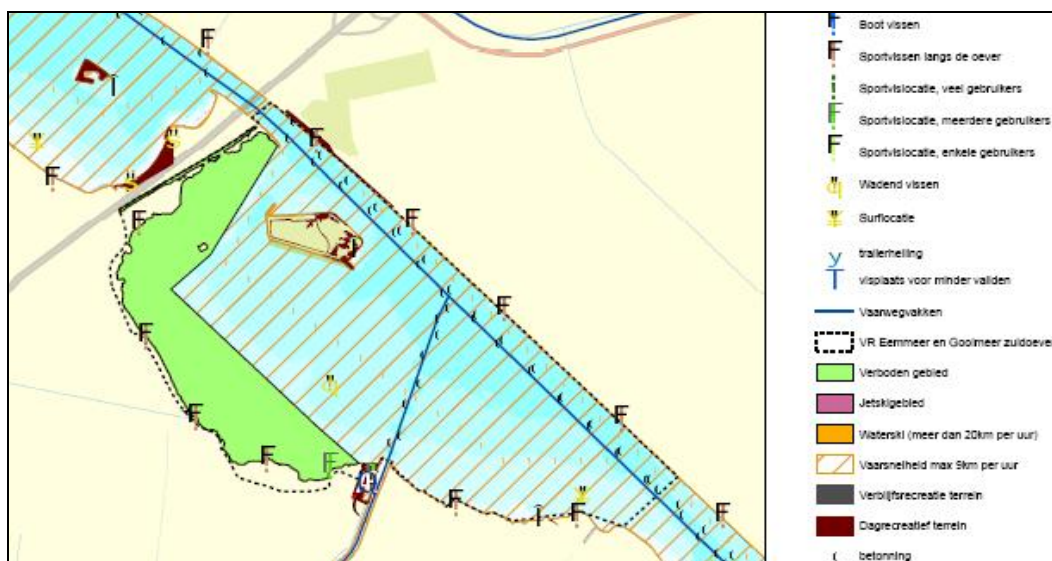 Boot vissen
Sportvissen langs de oever
Sportvislocatie, veel gebruikers
Sportvislocatie, meerdere gebruikers
Sportvislocatie, enkele gebruikers
Wadend vissen
Surflocatie
trailerhelling
visplaats voor minder validen
Vaarwegvakken
VR Eemmeer en Gooimeer zuidoever
Verboden gebied
Jetskigebied
Waterski (meer dan 20km per uur)
Vaarsnelheid max 9km per uur
Verblijfsrecreatie terrein
Dagrecreatief terrein
betonning